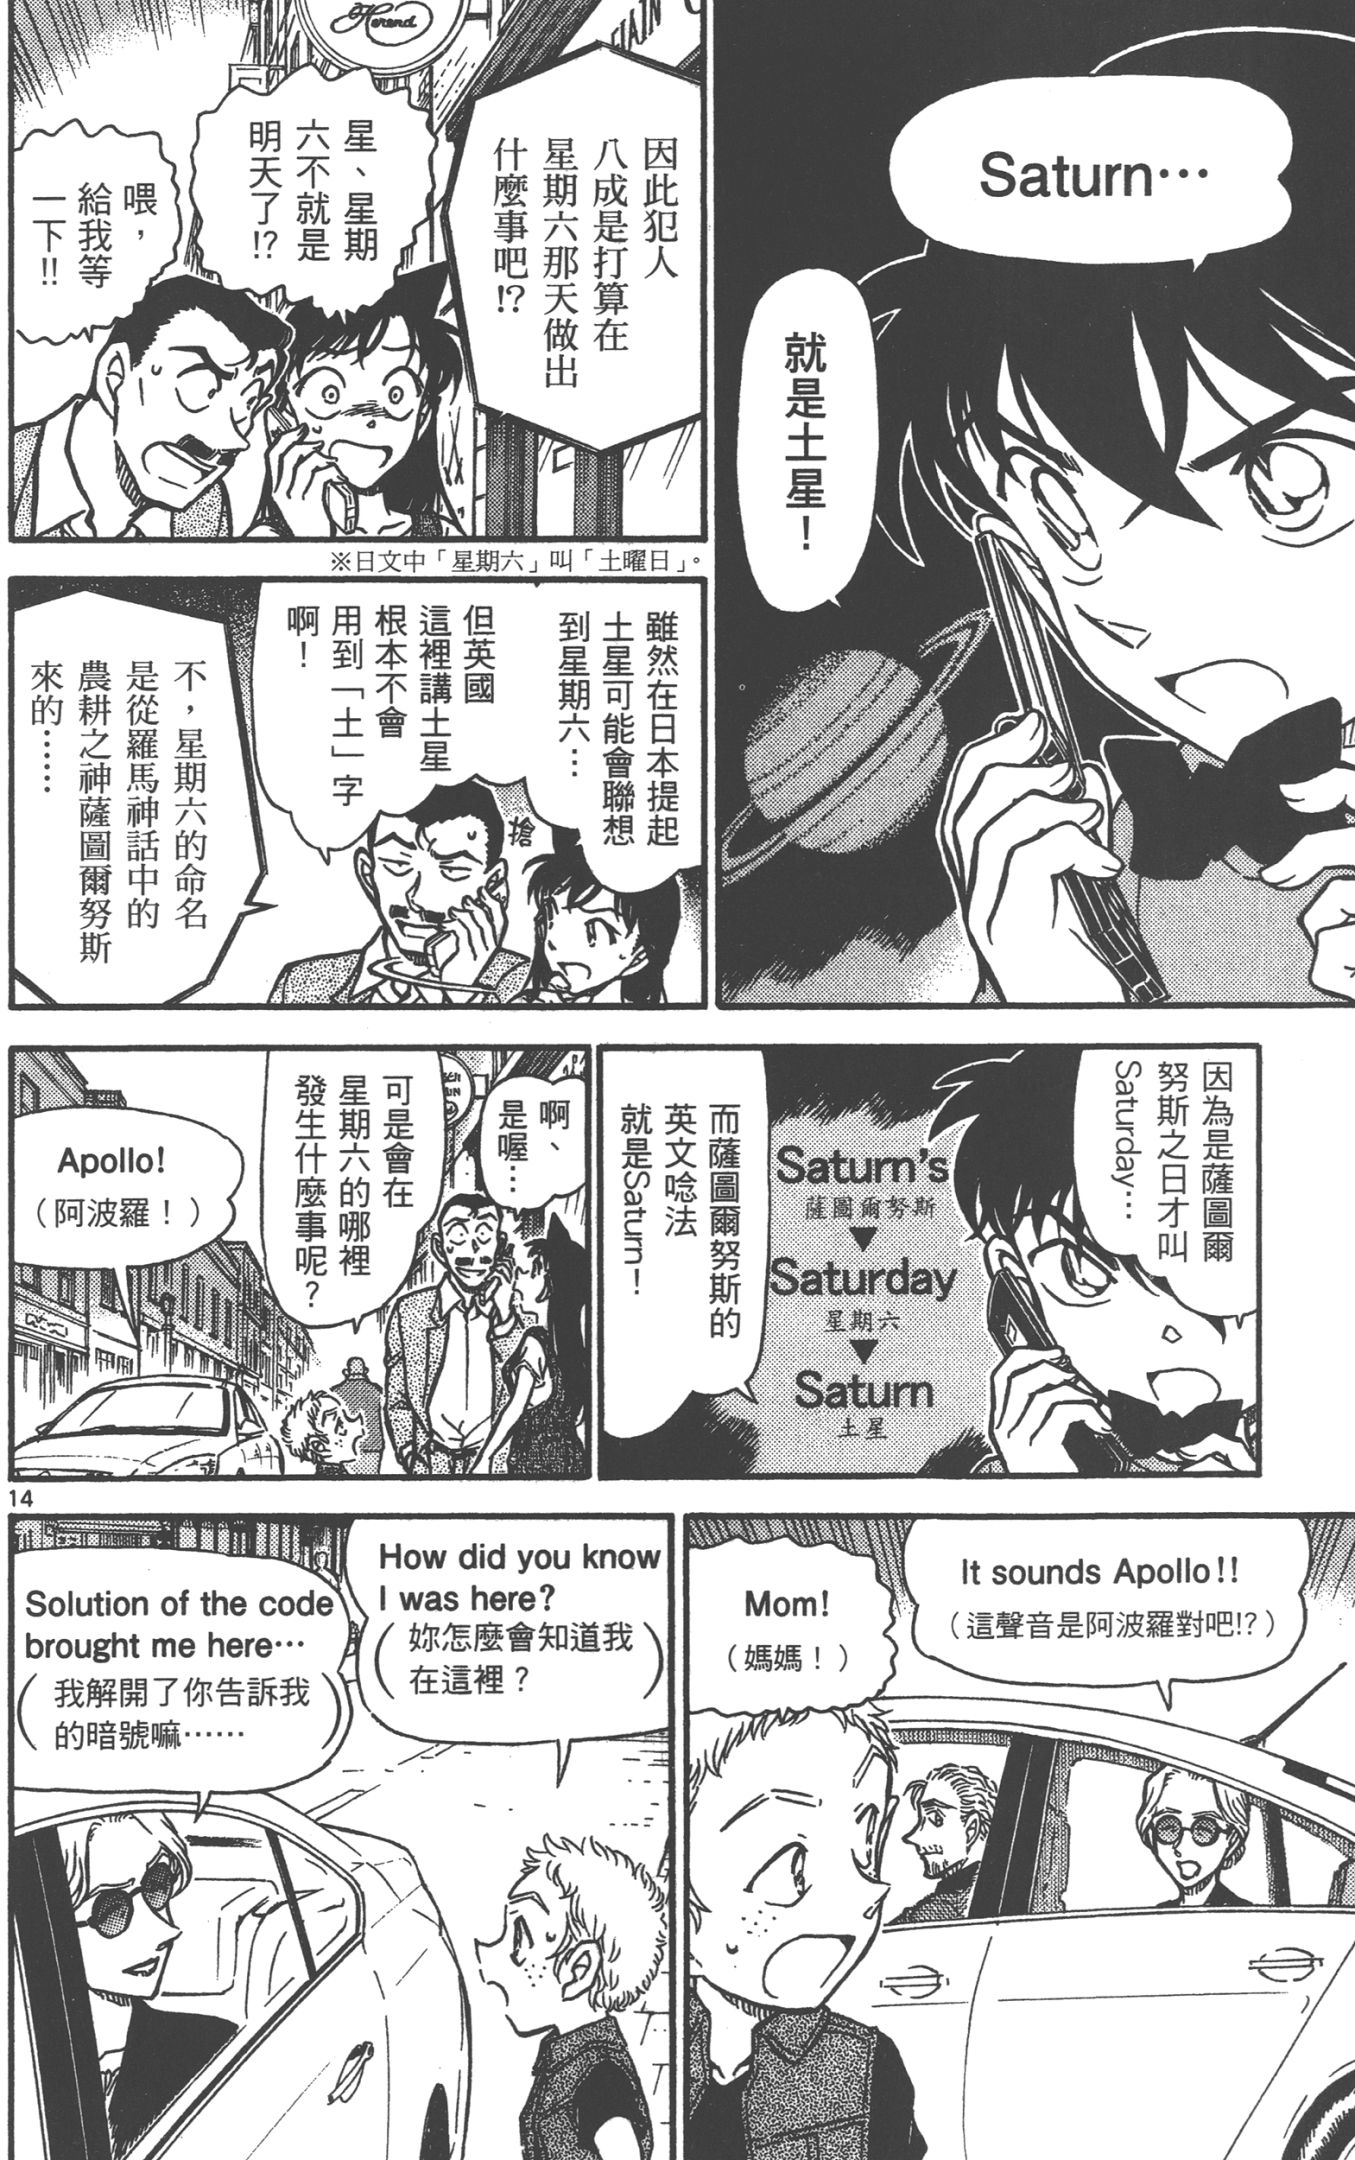 Saturn…
就是土星！
Herend
因此犯人
八成是打算在
星期六那天做出
什麼事吧!?
星、星期
六不就是
明天了!?
喂，
給我等
一下!!
※日文中「星期六」叫「土曜日」。
雖然在日本提起
土星可能會聯想
到星期六…
搶
但英國
這裡講土星
根本不會
用到「土」字
啊！
不，星期六的命名
是從羅馬神話中的
農耕之神薩圖爾努斯
來的……
因為是薩圖爾
努斯之日才叫
Saturday…
Saturn's
薩圖爾努斯
▼
Saturday
星期六
▼
Saturn
土星
而薩圖爾努斯的
英文唸法
就是Saturn！
啊、
是喔…
可是會在
星期六的哪裡
發生什麼事呢？
Apollo!
（阿波羅！）
14
It sounds Apollo!!
（這聲音是阿波羅對吧!?）
Mom!
（媽媽！）
How did you know
I was here?
（妳怎麼會知道我
在這裡？）
Solution of the code
brought me here…
（我解開了你告訴我
的暗號嘛……）